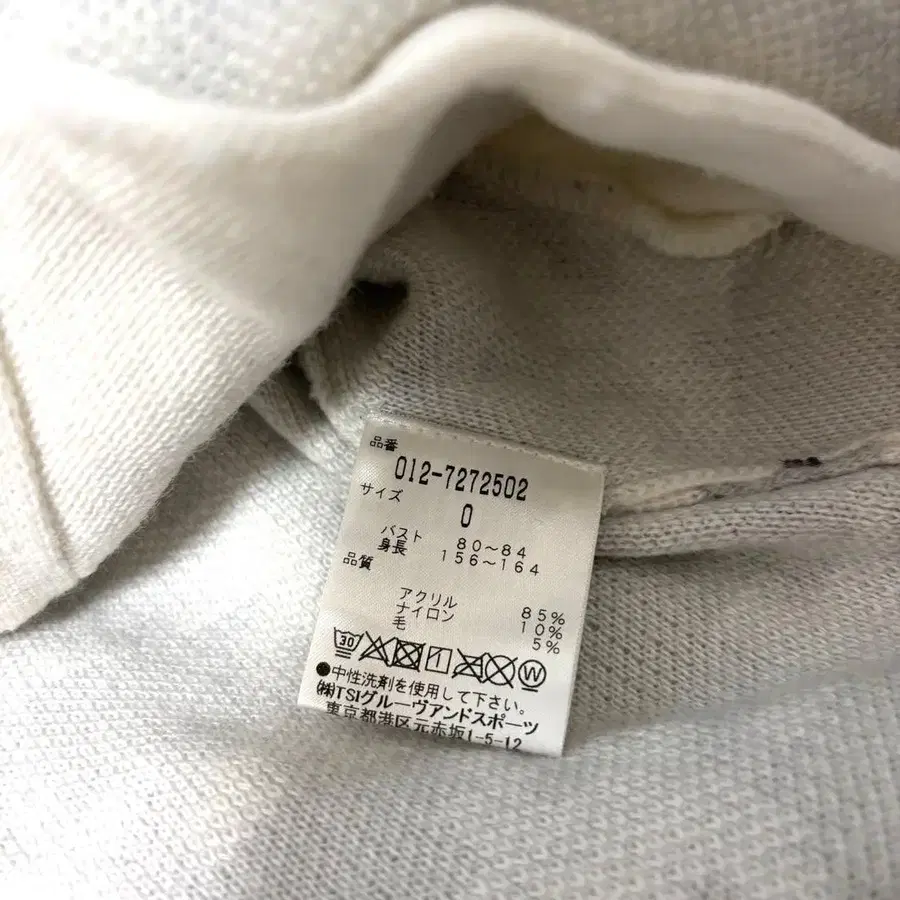 品番
012-7272502
サイズ
0
バスト 80～84
身長 156～164
品質
アクリル 85%
ナイロン 10%
毛 5%
30 W
●中性洗剤を使用して下さい。
㈱TSIグルーヴアンドスポーツ
東京都港区元赤坂1-5-12